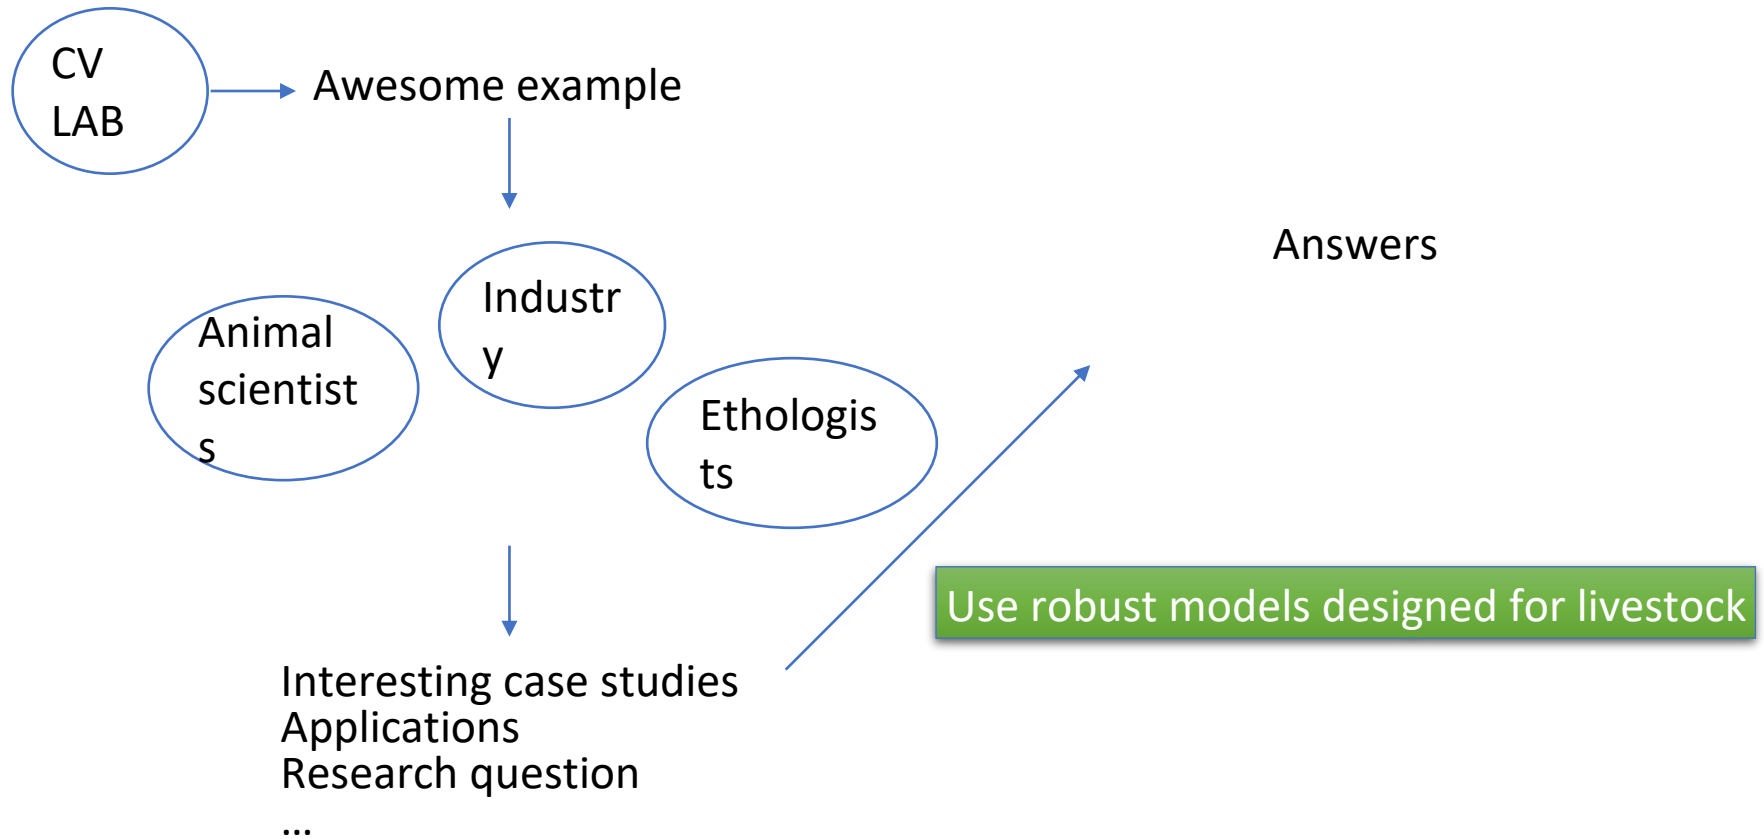 CV
LAB
Awesome example
Answers
Industr
y
Animal
scientist
s
Ethologis
ts
Use robust models designed for livestock
Interesting case studies
Applications
Research question
…